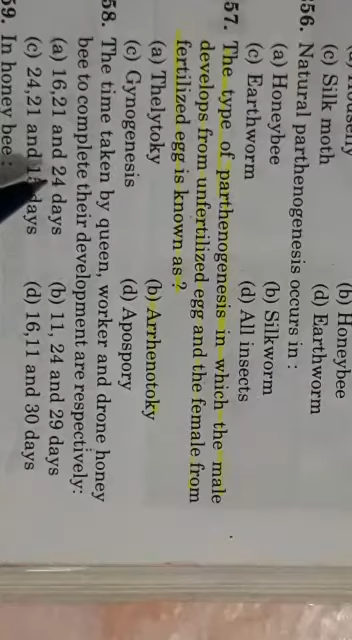 (b) Honeybee
(c) Silk moth (d) Earthworm
56. Natural parthenogenesis occurs in :
(a) Honeybee (b) Silkworm
(c) Earthworm (d) All insects
57. The type of parthenogenesis in which the male
develops from unfertilized egg and the female from
fertilized egg is known as ?
(a) Thelytoky (b) Arrhenotoky
(c) Gynogenesis (d) Apospory
58. The time taken by queen, worker and drone honey
bee to complete their development are respectively:
(a) 16,21 and 24 days (b) 11, 24 and 29 days
(c) 24,21 and days (d) 16,11 and 30 days
59. In honey bee :